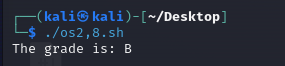 ┌──(kali㉿kali)-[~/Desktop]
└─$ ./os2,8.sh
The grade is: B